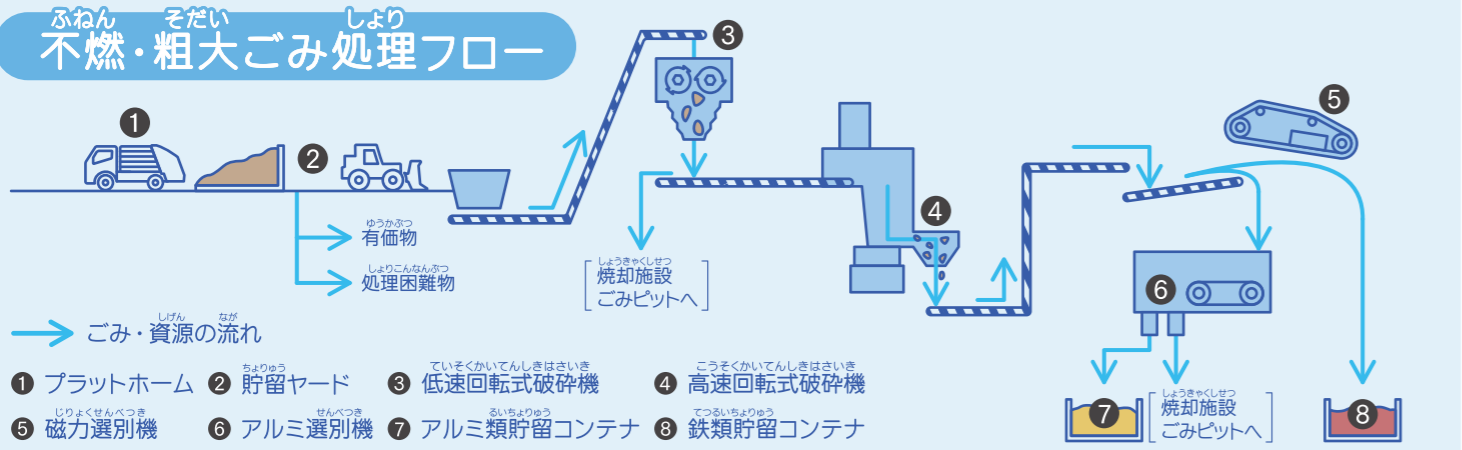 ふねん そだい しょり
不燃・粗大ごみ処理フロー
❶
❷
❸
❹
❺
❻
❼
❽
ゆうかぶつ
有価物
しょりこんなんぶつ
処理困難物
しょうきゃくしせつ
焼却施設
ごみピットへ
しょうきゃくしせつ
焼却施設
ごみピットへ
しげん なが
ごみ・資源の流れ
ちょりゅう ていそくかいてんしきはさいき こうそくかいてんしきはさいき
❶ プラットホーム ❷ 貯留ヤード ❸ 低速回転式破砕機 ❹ 高速回転式破砕機
じりょくせんべつき せんべつき るいちょりゅう てつるいちょりゅう
❺ 磁力選別機 ❻ アルミ選別機 ❼ アルミ類貯留コンテナ ❽ 鉄類貯留コンテナ